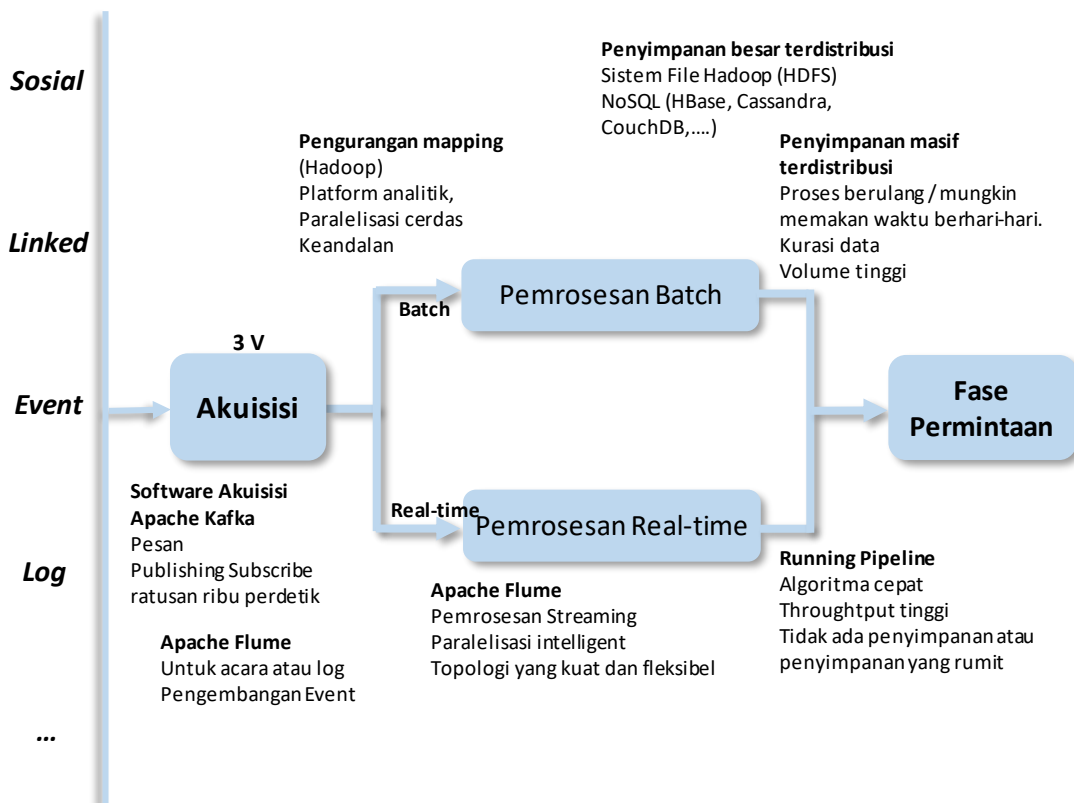 Sosial
Linked
Event
Log
...
Penyimpanan besar terdistribusi
Sistem File Hadoop (HDFS)
NoSQL (HBase, Cassandra,
CouchDB,....)
Pengurangan mapping
(Hadoop)
Platform analitik,
Paralelisasi cerdas
Keandalan
Penyimpanan masif
terdistribusi
Proses berulang / mungkin
memakan waktu berhari-hari.
Kurasi data
Volume tinggi
Batch
Pemrosesan Batch
3 V
Akuisisi
Fase
Permintaan
Real-time
Pemrosesan Real-time
Software Akuisisi
Apache Kafka
Pesan
Publishing Subscribe
ratusan ribu perdetik
Apache Flume
Untuk acara atau log
Pengembangan Event
Apache Flume
Pemrosesan Streaming
Paralelisasi intelligent
Topologi yang kuat dan fleksibel
Running Pipeline
Algoritma cepat
Throughtput tinggi
Tidak ada penyimpanan atau
penyimpanan yang rumit